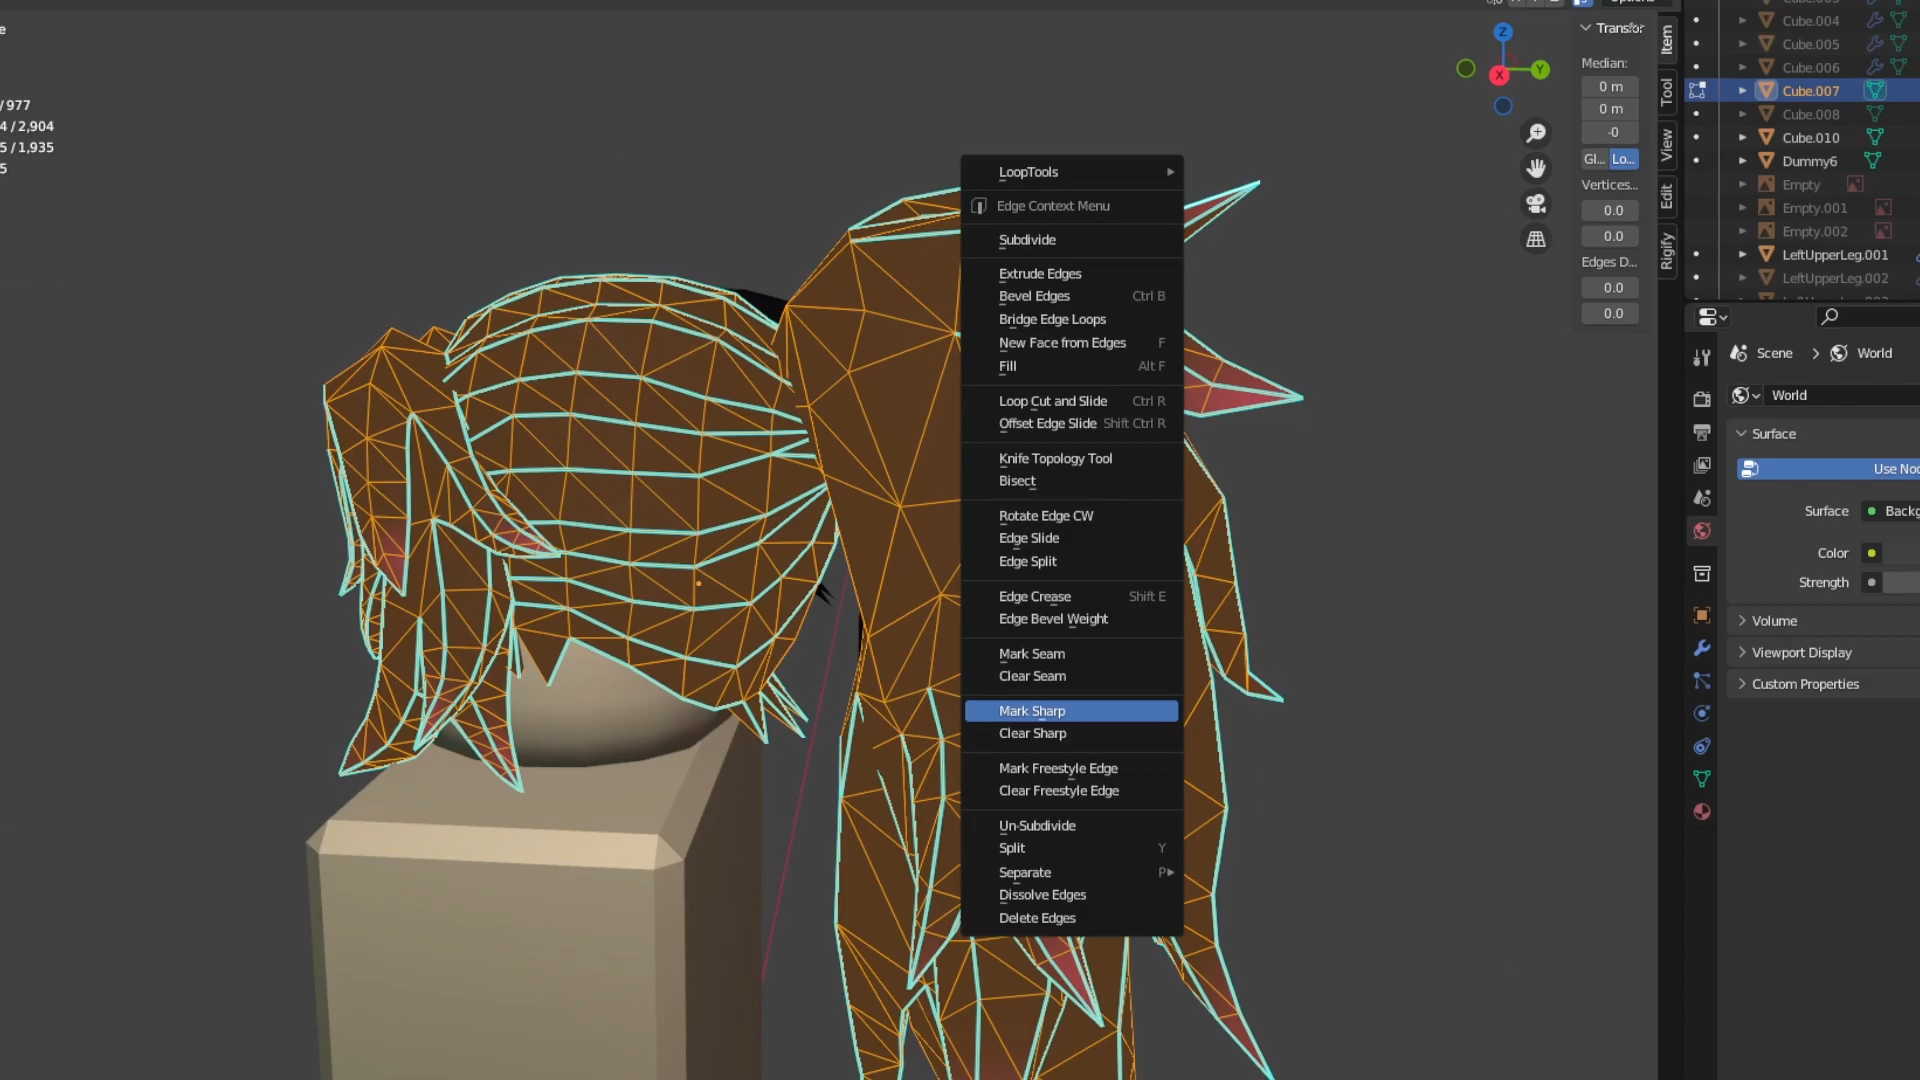 e
/977
4 / 2,904
5 / 1,935
5
LoopTools
Edge Context Menu
Subdivide
Extrude Edges
Bevel Edges Ctrl B
Bridge Edge Loops
New Face from Edges F
Fill Alt F
Loop Cut and Slide Ctrl R
Offset Edge Slide Shift Ctrl R
Knife Topology Tool
Bisect
Rotate Edge CW
Edge Slide
Edge Split
Edge Crease Shift E
Edge Bevel Weight
Mark Seam
Clear Seam
Mark Sharp
Clear Sharp
Mark Freestyle Edge
Clear Freestyle Edge
Un-Subdivide
Split Y
Separate P
Dissolve Edges
Delete Edges
Z
X
Y
Median:
0 m
0 m
-0
Gl... Lo...
Vertices...
0.0
0.0
Edges D...
0.0
0.0
Item
Tool
View
Edit
Rigify
Cube.004
Cube.005
Cube.006
Cube.007
Cube.008
Cube.010
Dummy6
Empty
Empty.001
Empty.002
LeftUpperLeg.001
LeftUpperLeg.002
Scene
World
World
Surface
Use Nod
Surface Backg
Color
Strength
Volume
Viewport Display
Custom Properties